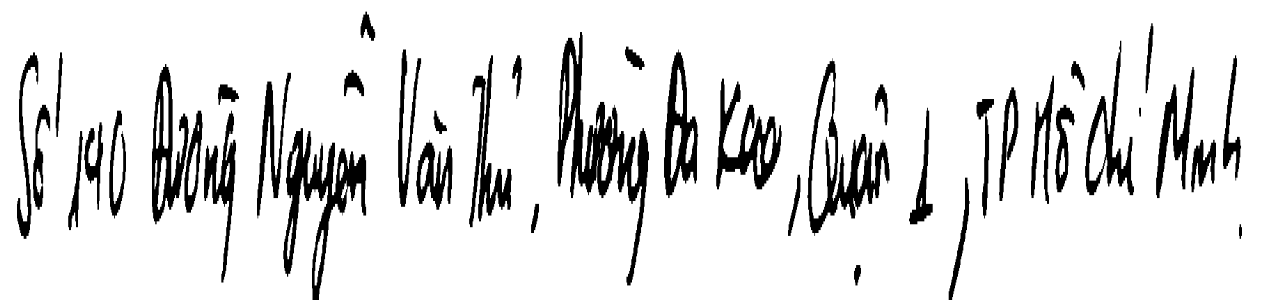 Số 140 Đường Nguyễn Văn Thủ, Phường Đa Kao, Quận 1, TP Hồ Chí Minh.